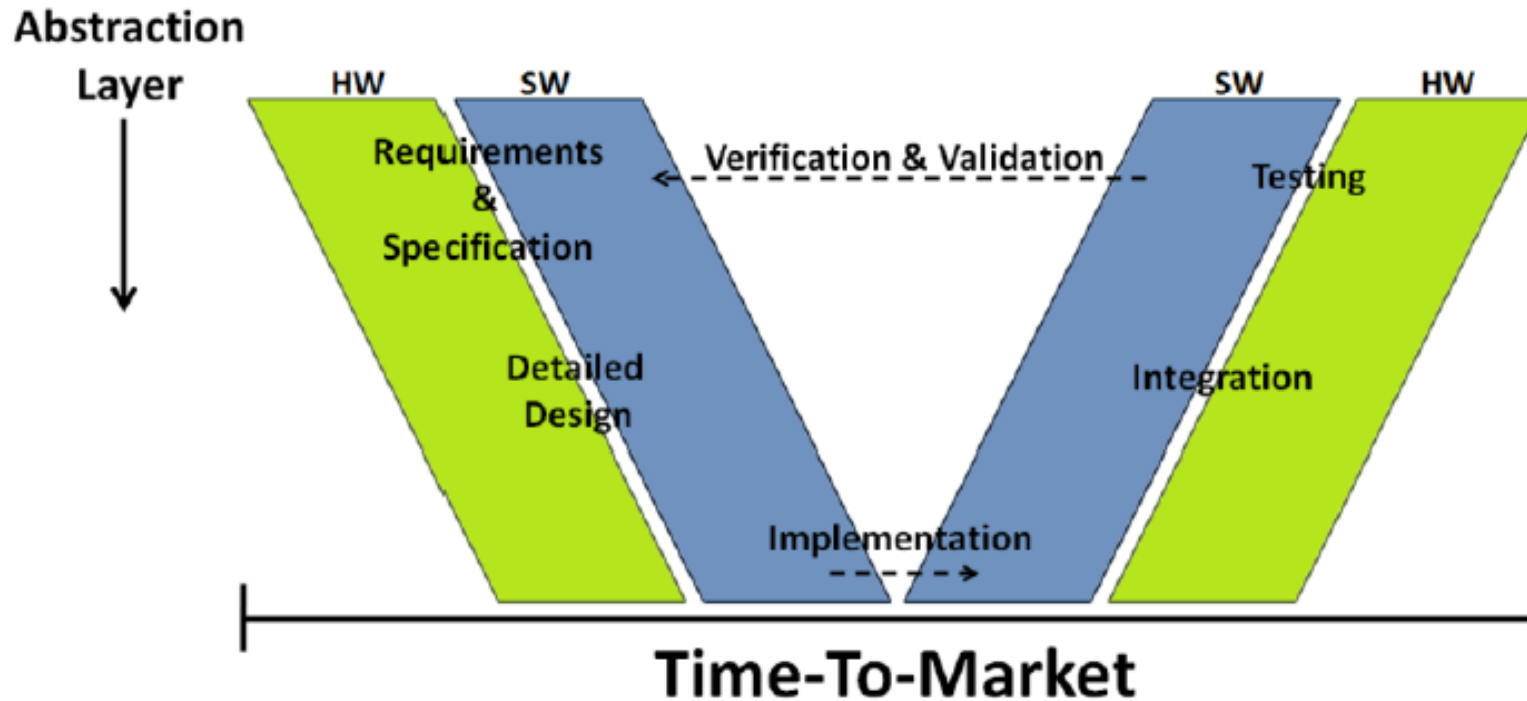 Abstraction
Layer
HW
SW
SW
HW
Requirements
&
Specification
Verification & Validation
Testing
Detailed
Design
Integration
Implementation
Time-To-Market